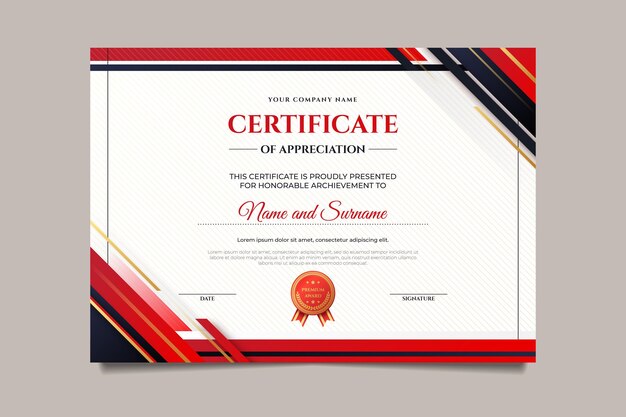 YOUR COMPANY NAME
CERTIFICATE
OF APPRECIATION
THIS CERTIFICATE IS PROUDLY PRESENTED
FOR HONORABLE ARCHIEVEMENT TO
Name and Surname
Lorem ipsum dolor sit amet, consectetur adipiscing elit.
DATE
PREMIUM
AWARD
SIGNATURE